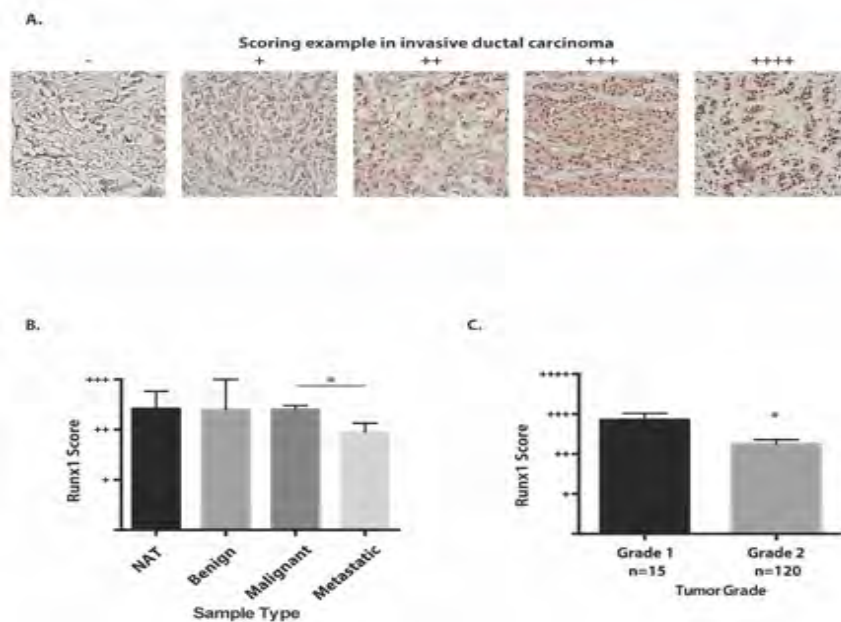 A.
Scoring example in invasive ductal carcinoma
- + ++ +++ ++++
B.
+++
++
+
Runx1 Score
*
NAT
Benign
Malignant
Metastatic
Sample Type
C.
++++
+++
++
+
Runx1 Score
*
Grade 1 Grade 2
n=15 n=120
Tumor Grade